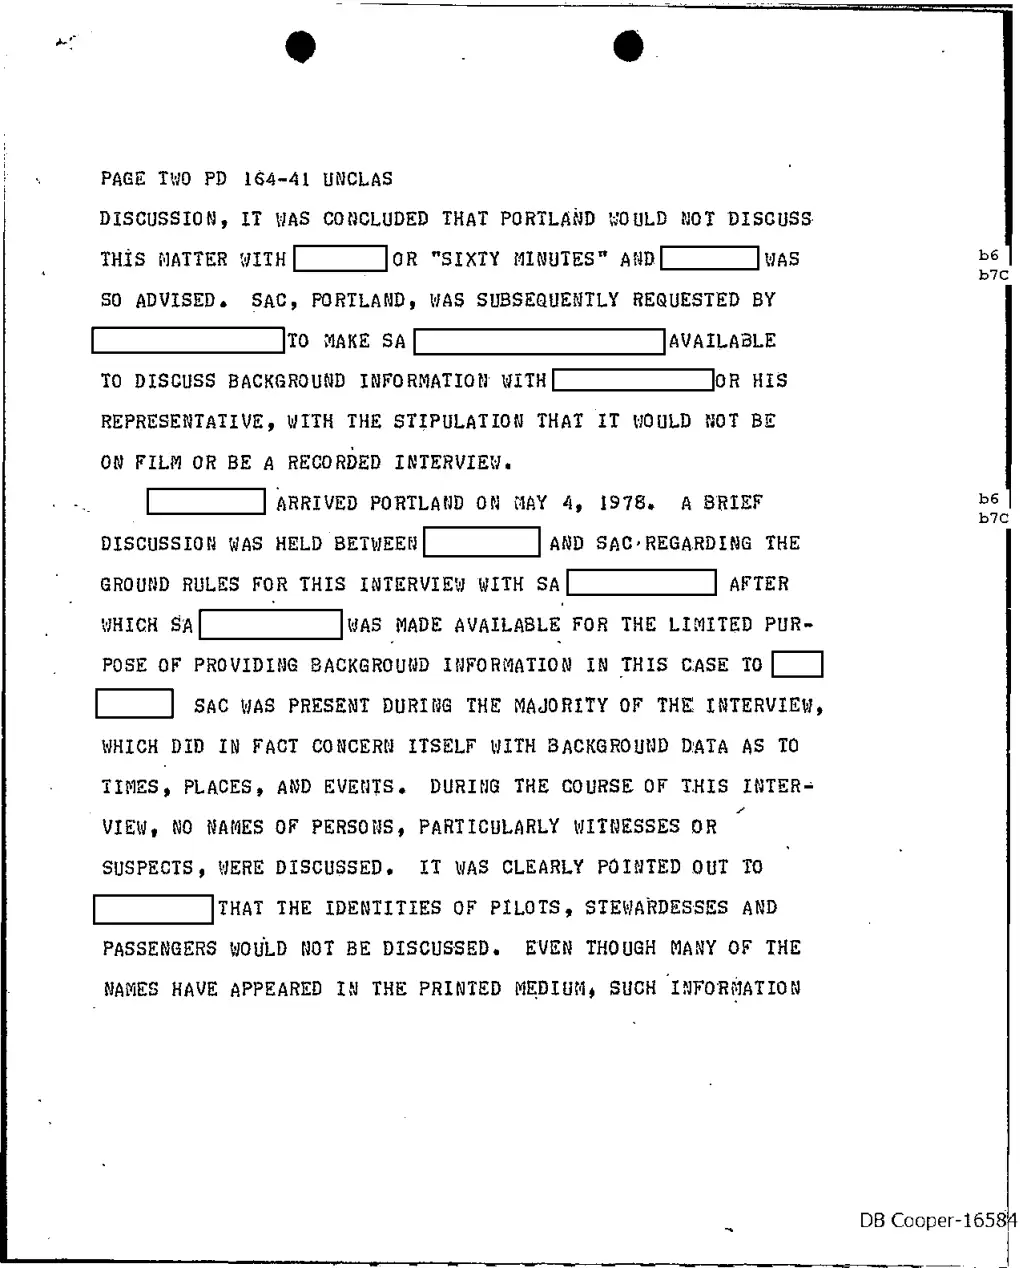 PAGE TWO PD 164-41 UNCLAS
DISCUSSION, IT WAS CONCLUDED THAT PORTLAND WOULD NOT DISCUSS
THIS MATTER WITH OR "SIXTY MINUTES" AND WAS
b6
b7C
SO ADVISED. SAC, PORTLAND, WAS SUBSEQUENTLY REQUESTED BY
TO MAKE SA AVAILABLE
TO DISCUSS BACKGROUND INFORMATION WITH OR HIS
REPRESENTATIVE, WITH THE STIPULATION THAT IT WOULD NOT BE
ON FILM OR BE A RECORDED INTERVIEW.
ARRIVED PORTLAND ON MAY 4, 1978. A BRIEF
b6
b7C
DISCUSSION WAS HELD BETWEEN AND SAC REGARDING THE
GROUND RULES FOR THIS INTERVIEW WITH SA AFTER
WHICH SA WAS MADE AVAILABLE FOR THE LIMITED PUR-
POSE OF PROVIDING BACKGROUND INFORMATION IN THIS CASE TO
SAC WAS PRESENT DURING THE MAJORITY OF THE INTERVIEW,
WHICH DID IN FACT CONCERN ITSELF WITH BACKGROUND DATA AS TO
TIMES, PLACES, AND EVENTS. DURING THE COURSE OF THIS INTER-
VIEW, NO NAMES OF PERSONS, PARTICULARLY WITNESSES OR
SUSPECTS, WERE DISCUSSED. IT WAS CLEARLY POINTED OUT TO
THAT THE IDENTITIES OF PILOTS, STEWARDESSES AND
PASSENGERS WOULD NOT BE DISCUSSED. EVEN THOUGH MANY OF THE
NAMES HAVE APPEARED IN THE PRINTED MEDIUM, SUCH INFORMATION
DB Cooper-16584